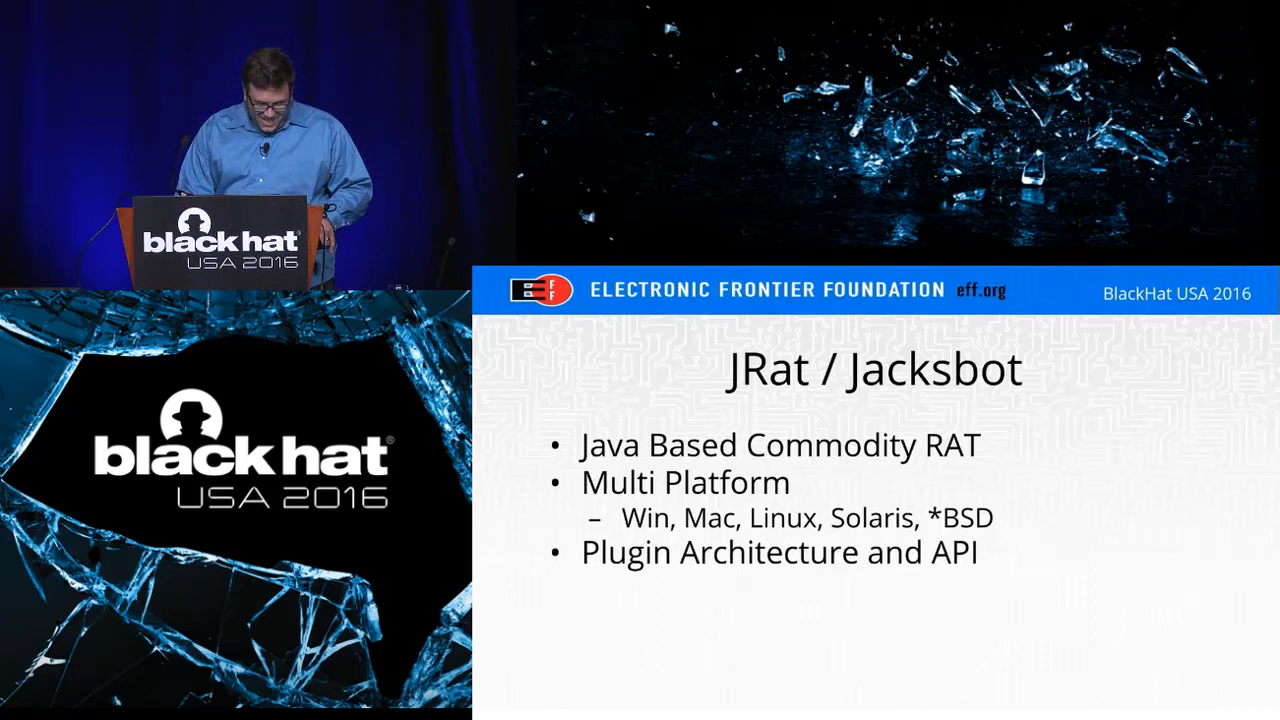 black hat
USA 2016
black hat®
USA 2016
EFF
ELECTRONIC FRONTIER FOUNDATION eff.org
BlackHat USA 2016
JRat / Jacksbot
• Java Based Commodity RAT
• Multi Platform
– Win, Mac, Linux, Solaris, *BSD
• Plugin Architecture and API